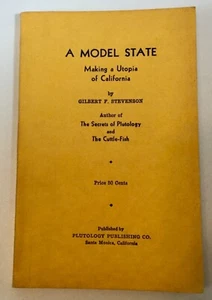 A MODEL STATE
Making a Utopia
of California
by
GILBERT F. STEVENSON
Author of
The Secrets of Plutology
and
The Cuttle-Fish
Price 50 Cents
Published by
PLUTOLOGY PUBLISHING CO.
Santa Monica, California